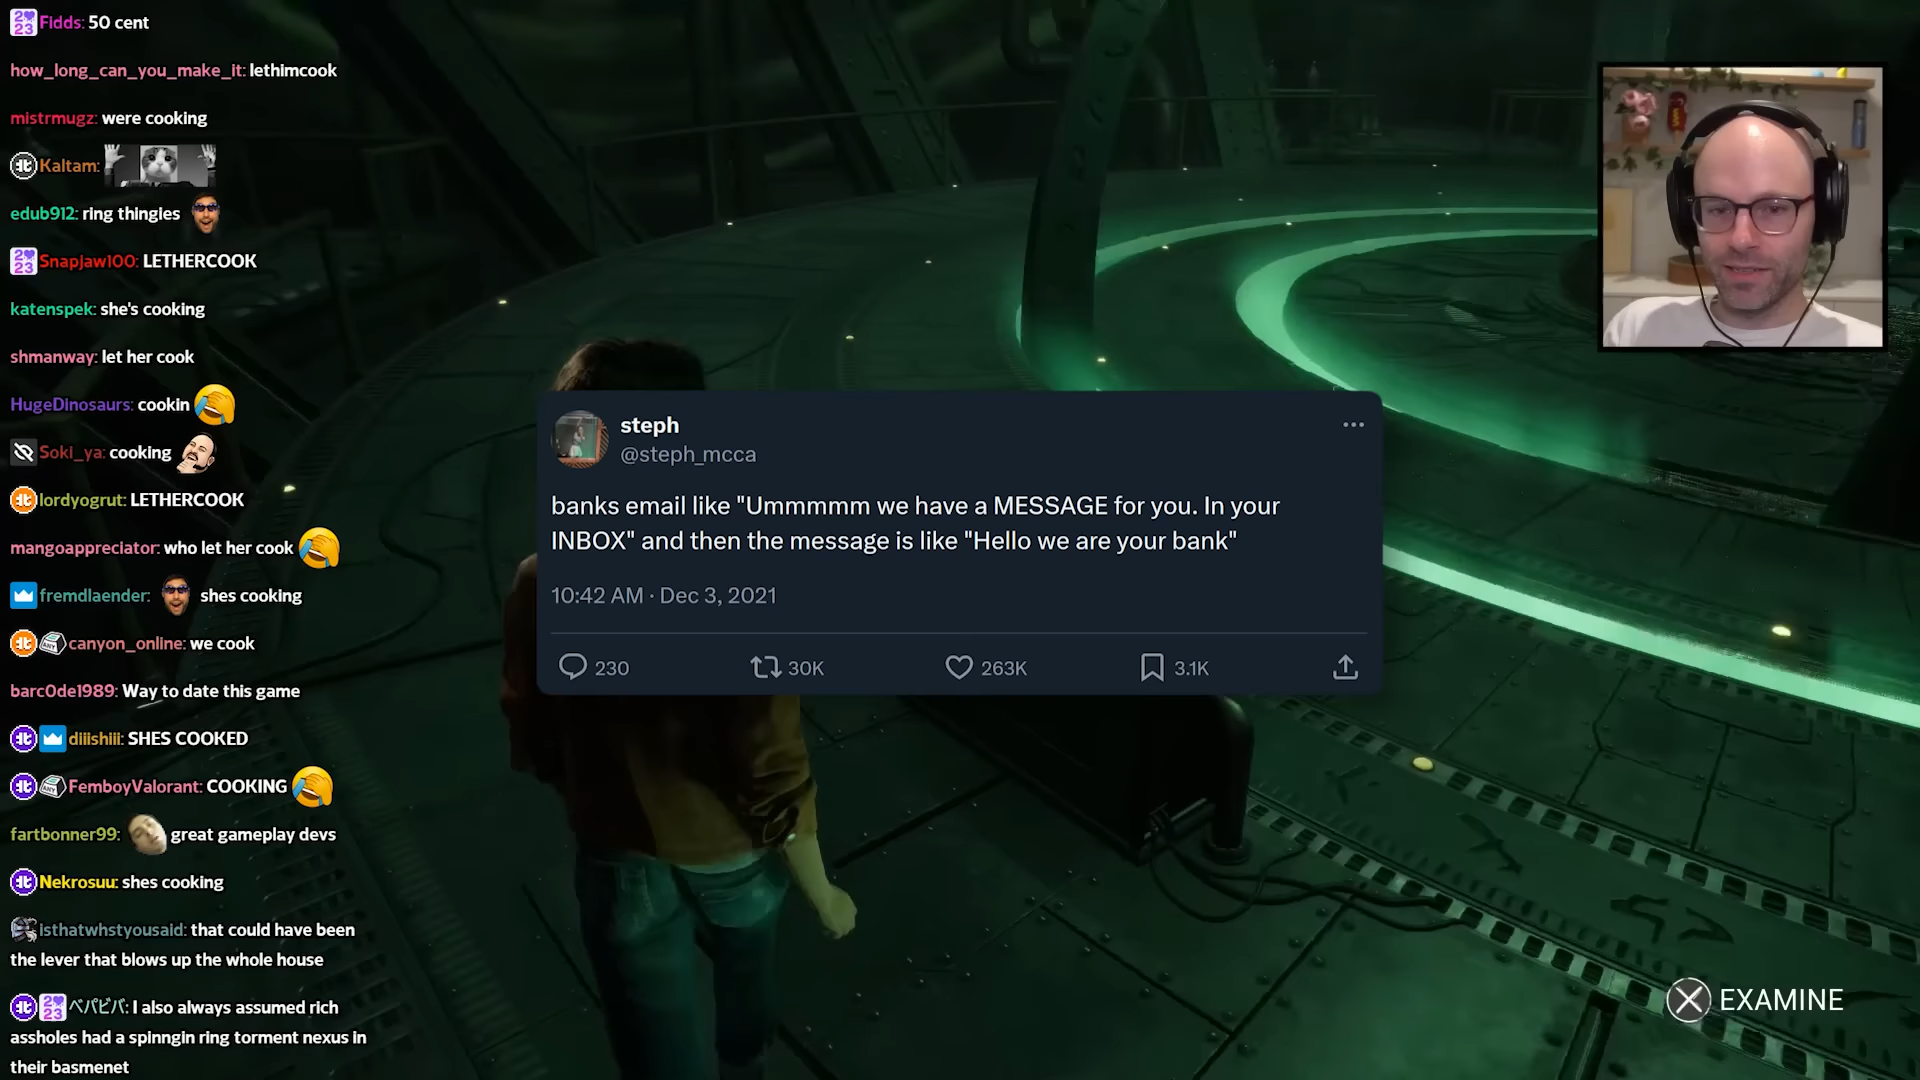 Fidds: 50 cent
how_long_can_you_make_it: lethimcook
mistrmugz: were cooking
Kaltam:
edub912: ring thingies
SnapJaw100: LETHERCOOK
katenspek: she's cooking
shmanway: let her cook
HugeDinosaurs: cookin
Soki_ya: cooking
lordyogrut: LETHERCOOK
mangoappreciator: who let her cook
fremdlaender: shes cooking
canyon_online: we cook
barc0de1989: Way to date this game
diiishiii: SHES COOKED
FemboyValorant: COOKING
fartbonner99: great gameplay devs
Nekrosuu: shes cooking
isthatwhstyousaid: that could have been
the lever that blows up the whole house
ベパビバ: I also always assumed rich
assholes had a spinngin ring torment nexus in
their basmenet
steph
@steph_mcca
banks email like "Ummmmm we have a MESSAGE for you. In your
INBOX" and then the message is like "Hello we are your bank"
10:42 AM · Dec 3, 2021
230 30K 263K 3.1K
EXAMINE